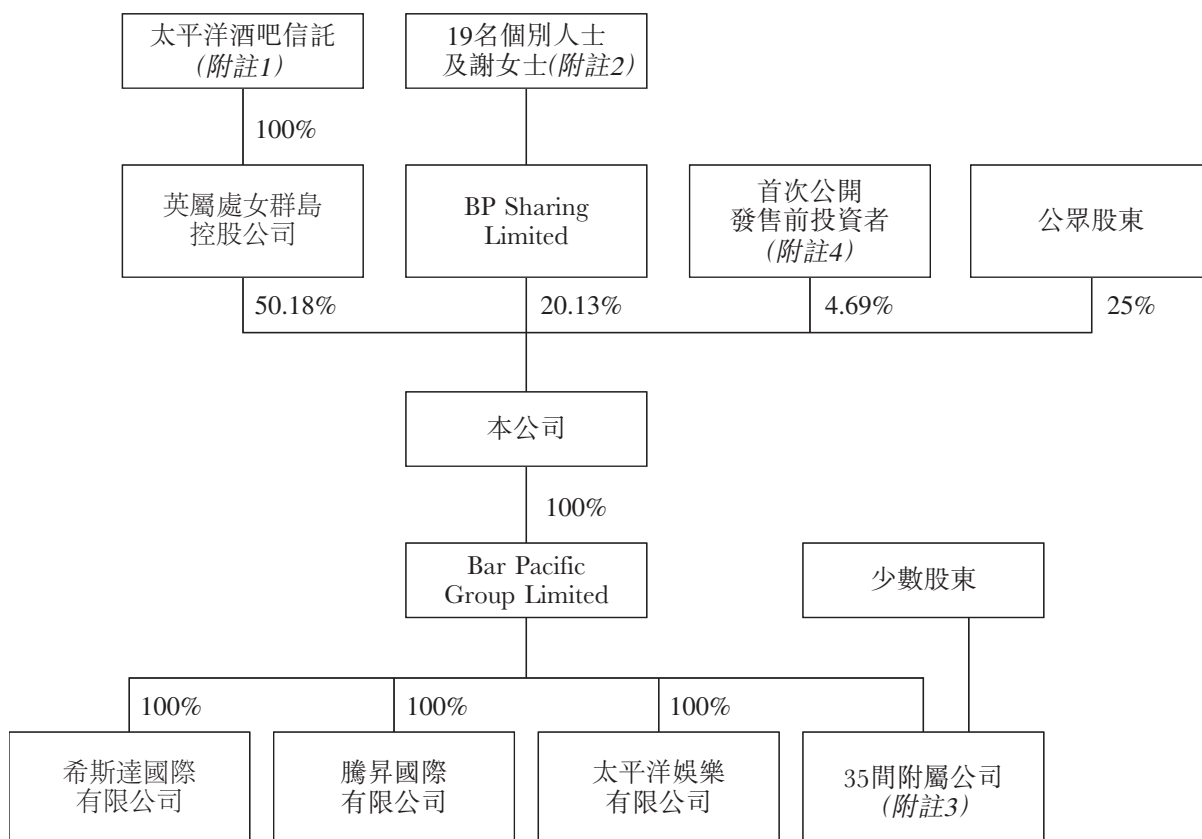 太平洋酒吧信託
(附註1)
19名個別人士
及謝女士(附註2)
100%
英屬處女群島
控股公司
BP Sharing
Limited
首次公開
發售前投資者
(附註4)
公眾股東
50.18%
20.13%
4.69%
25%
本公司
100%
Bar Pacific
Group Limited
少數股東
100%
100%
100%
希斯達國際
有限公司
騰昇國際
有限公司
太平洋娛樂
有限公司
35間附屬公司
(附註3)